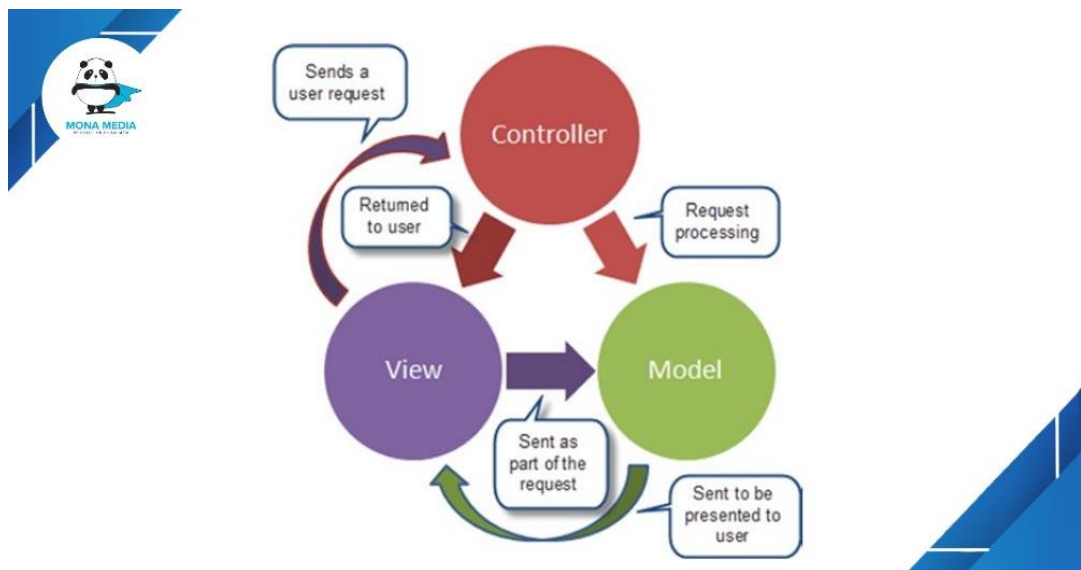 MONA MEDIA
Sends a
user request
Controller
Returned
to user
Request
processing
View
Model
Sent as
part of the
request
Sent to be
presented to
user